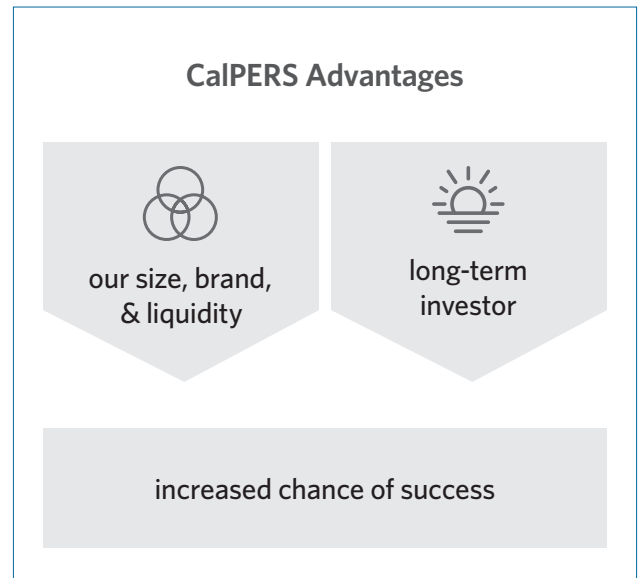 CalPERS Advantages
our size, brand,
& liquidity
long-term
investor
increased chance of success